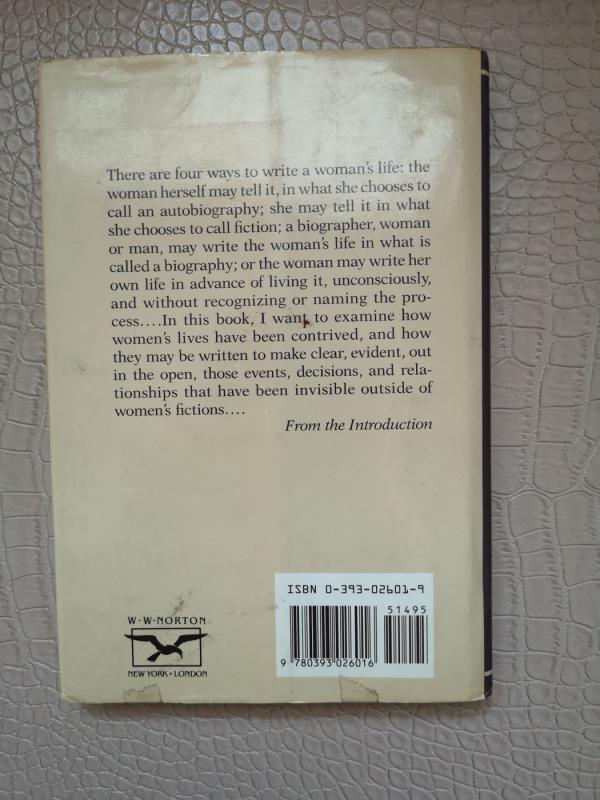 There are four ways to write a woman's life: the
woman herself may tell it, in what she chooses to
call an autobiography; she may tell it in what
she chooses to call fiction; a biographer, woman
or man, may write the woman's life in what is
called a biography; or the woman may write her
own life in advance of living it, unconsciously,
and without recognizing or naming the pro-
cess....In this book, I want to examine how
women's lives have been contrived, and how
they may be written to make clear, evident, out
in the open, those events, decisions, and rela-
tionships that have been invisible outside of
women's fictions....
From the Introduction
ISBN 0-393-02601-9
51495
9 780393 026016
W·W·NORTON
NEW YORK·LONDON